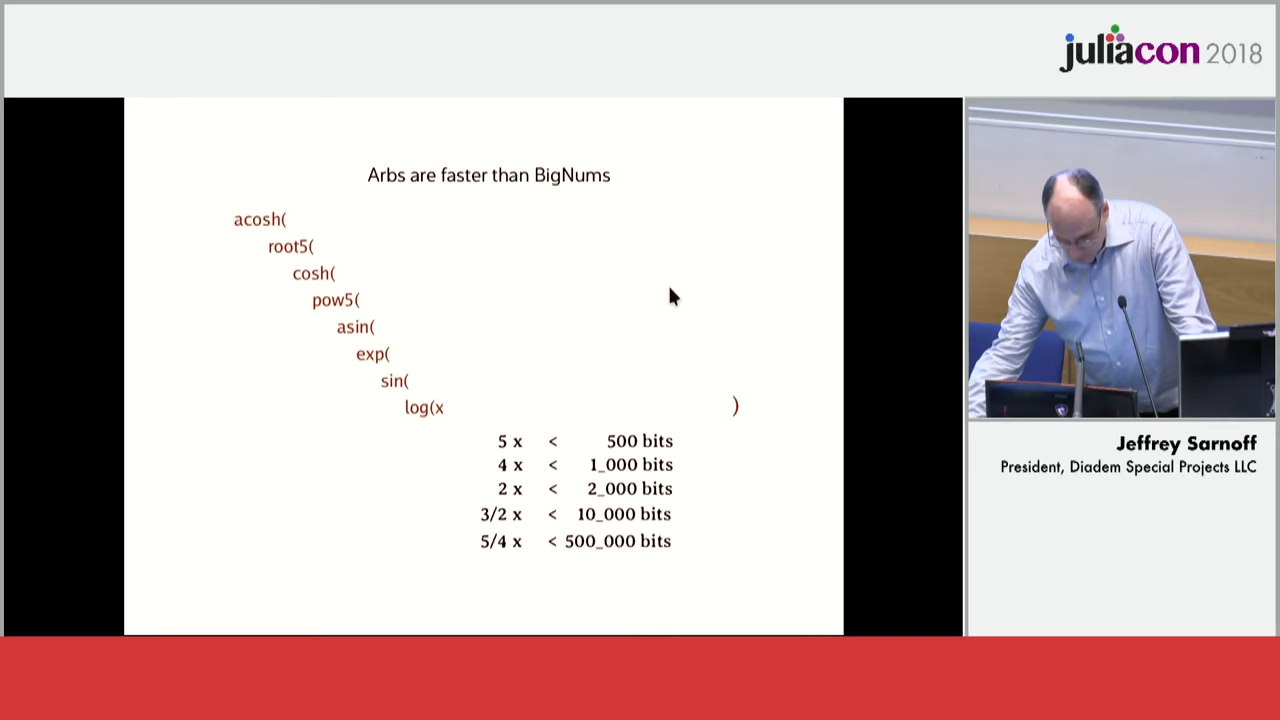 juliacon 2018
Arbs are faster than BigNums
acosh(
root5(
cosh(
pow5(
asin(
exp(
sin(
log(x )
5 x < 500 bits
4 x < 1_000 bits
2 x < 2_000 bits
3/2 x < 10_000 bits
5/4 x < 500_000 bits
Jeffrey Sarnoff
President, Diadem Special Projects LLC